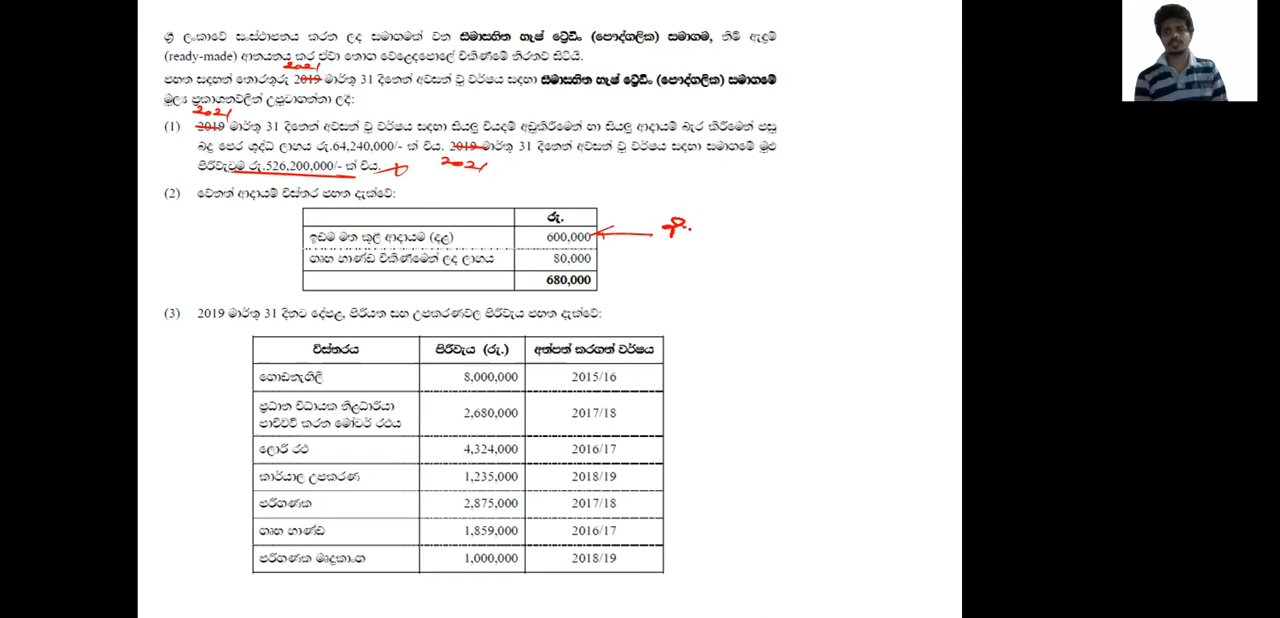 ශ්‍රී ලංකාවේ සංස්ථාපනය කරන ලද සමාගමක් වන සීමාසහිත හැෂ් ට්‍රේඩිං (පෞද්ගලික) සමාගම, නිමි ඇඳුම්
(ready-made) ආනයනය කර ඒවා තොග වෙළෙඳපොලේ විකිණීමේ නිරතව සිටියි.
2021
පහත සඳහන් තොරතුරු 2019 මාර්තු 31 දිනෙන් අවසන් වූ වර්ෂය සඳහා සීමාසහිත හැෂ් ට්‍රේඩිං (පෞද්ගලික) සමාගමේ
මූල්‍ය ප්‍රකාශනවලින් උපුටාගන්නා ලදී:
2021
(1) 2019 මාර්තු 31 දිනෙන් අවසන් වූ වර්ෂය සඳහා සියලු වියදම් අඩුකිරීමෙන් හා සියලු ආදායම් බැර කිරීමෙන් පසු
බදු පෙර ශුද්ධ ලාභය රු.64,240,000/- ක් විය. 2019 මාර්තු 31 දිනෙන් අවසන් වූ වර්ෂය සඳහා සමාගමේ මුළු
2021
පිරිවැටුම රු.526,200,000/- ක් විය.
(2) වෙනත් ආදායම් විස්තර පහත දැක්වේ:
රු.
ඉඩම් මත කුලී ආදායම (දළ) 600,000
ගෘහ භාණ්ඩ විකිණීමෙන් ලද ලාභය 80,000
680,000
(3) 2019 මාර්තු 31 දිනට දේපළ, පිරියත සහ උපකරණවල පිරිවැය පහත දැක්වේ:
විස්තරය පිරිවැය (රු.) අත්පත් කරගත් වර්ෂය
ගොඩනැගිලි 8,000,000 2015/16
ප්‍රධාන විධායක නිලධාරියා
පාවිච්චි කරන මෝටර් රථය 2,680,000 2017/18
ලොරි රථ 4,324,000 2016/17
කාර්යාල උපකරණ 1,235,000 2018/19
පරිගණක 2,875,000 2017/18
ගෘහ භාණ්ඩ 1,859,000 2016/17
පරිගණක මෘදුකාංග 1,000,000 2018/19